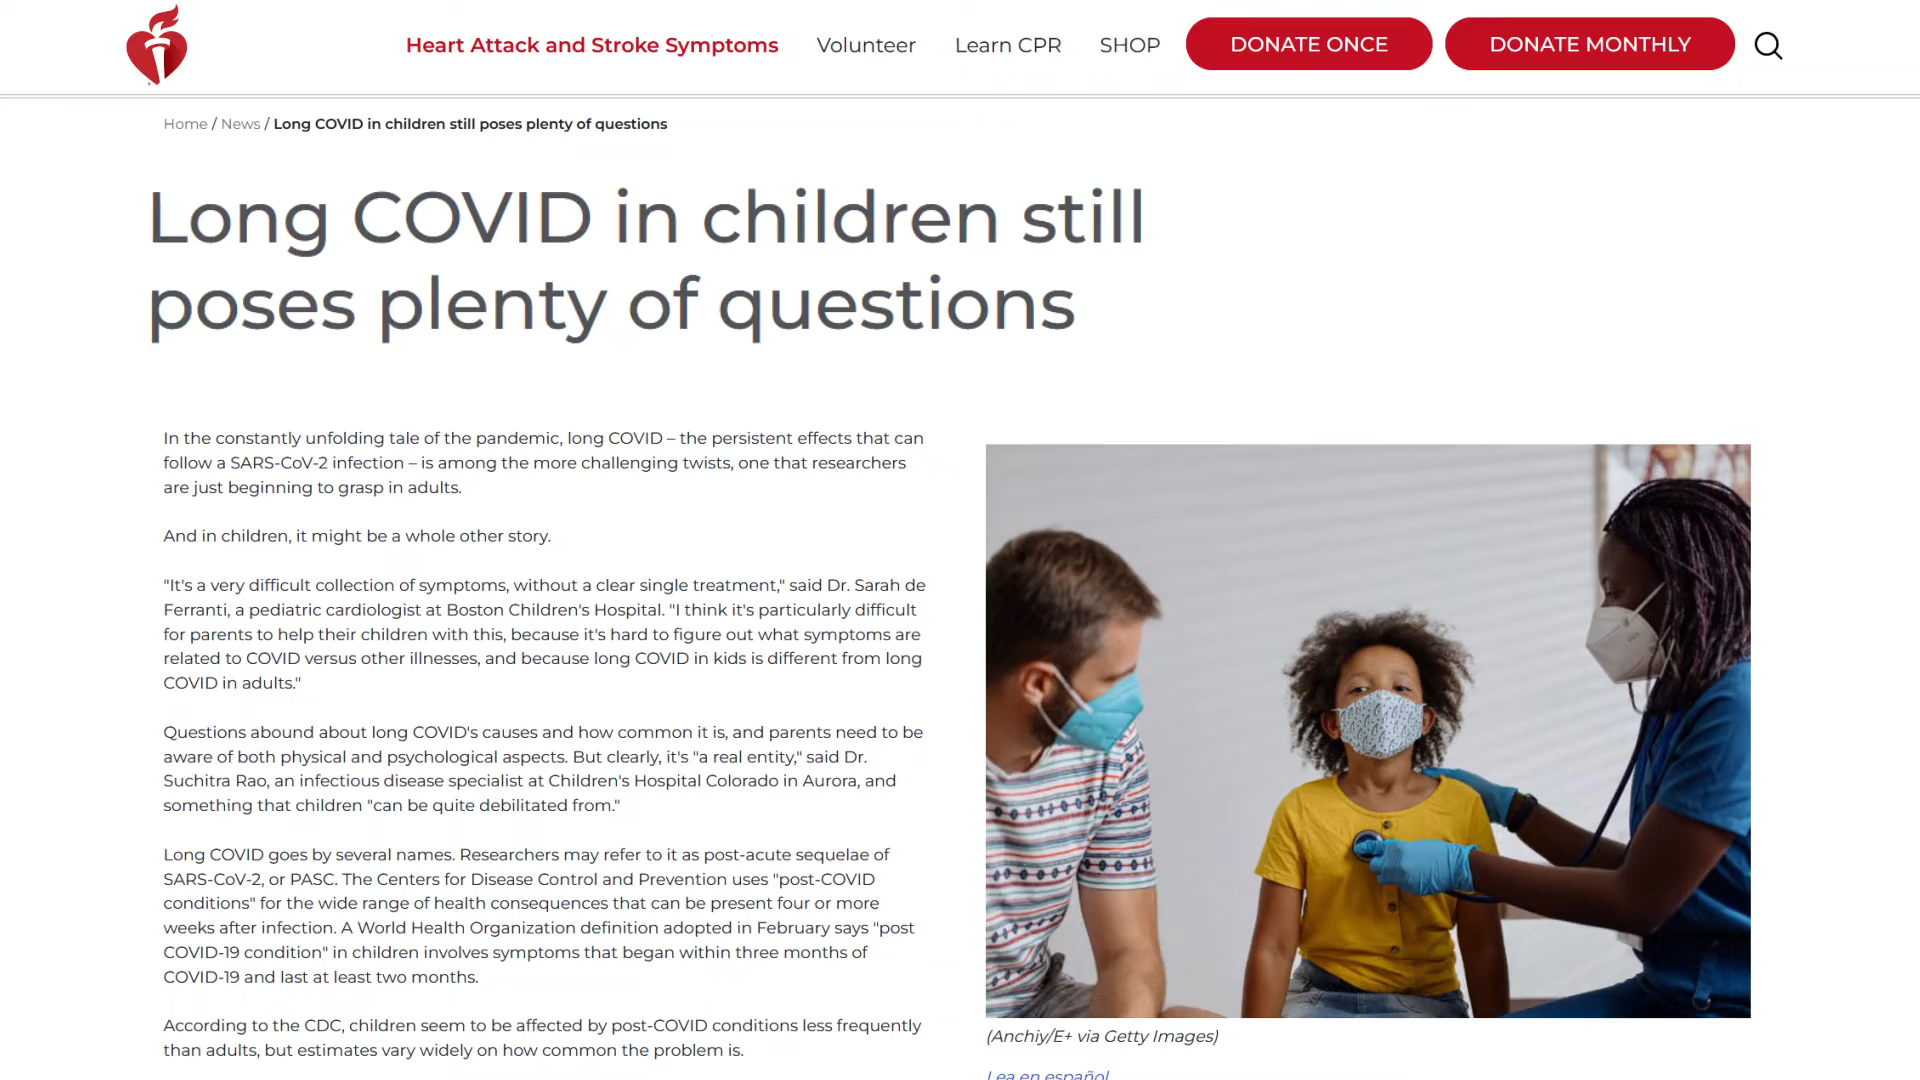 Heart Attack and Stroke Symptoms Volunteer Learn CPR SHOP DONATE ONCE DONATE MONTHLY
Home / News / Long COVID in children still poses plenty of questions
Long COVID in children still
poses plenty of questions
In the constantly unfolding tale of the pandemic, long COVID – the persistent effects that can
follow a SARS-CoV-2 infection – is among the more challenging twists, one that researchers
are just beginning to grasp in adults.
And in children, it might be a whole other story.
"It's a very difficult collection of symptoms, without a clear single treatment," said Dr. Sarah de
Ferranti, a pediatric cardiologist at Boston Children's Hospital. "I think it's particularly difficult
for parents to help their children with this, because it's hard to figure out what symptoms are
related to COVID versus other illnesses, and because long COVID in kids is different from long
COVID in adults."
Questions abound about long COVID's causes and how common it is, and parents need to be
aware of both physical and psychological aspects. But clearly, it's "a real entity," said Dr.
Suchitra Rao, an infectious disease specialist at Children's Hospital Colorado in Aurora, and
something that children "can be quite debilitated from."
Long COVID goes by several names. Researchers may refer to it as post-acute sequelae of
SARS-CoV-2, or PASC. The Centers for Disease Control and Prevention uses "post-COVID
conditions" for the wide range of health consequences that can be present four or more
weeks after infection. A World Health Organization definition adopted in February says "post
COVID-19 condition" in children involves symptoms that began within three months of
COVID-19 and last at least two months.
According to the CDC, children seem to be affected by post-COVID conditions less frequently
than adults, but estimates vary widely on how common the problem is.
(Anchiy/E+ via Getty Images)
Lea en español